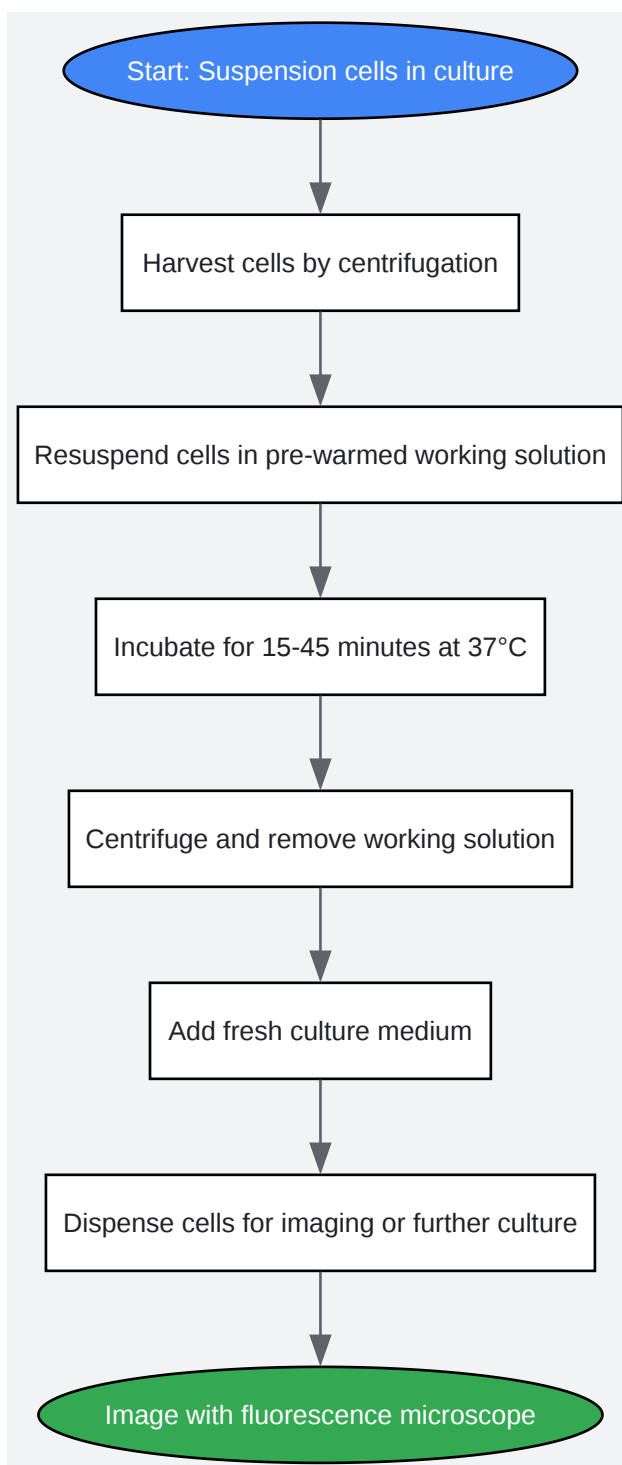 Start: Suspension cells in culture
Harvest cells by centrifugation
Resuspend cells in pre-warmed working solution
Incubate for 15-45 minutes at 37°C
Centrifuge and remove working solution
Add fresh culture medium
Dispense cells for imaging or further culture
Image with fluorescence microscope